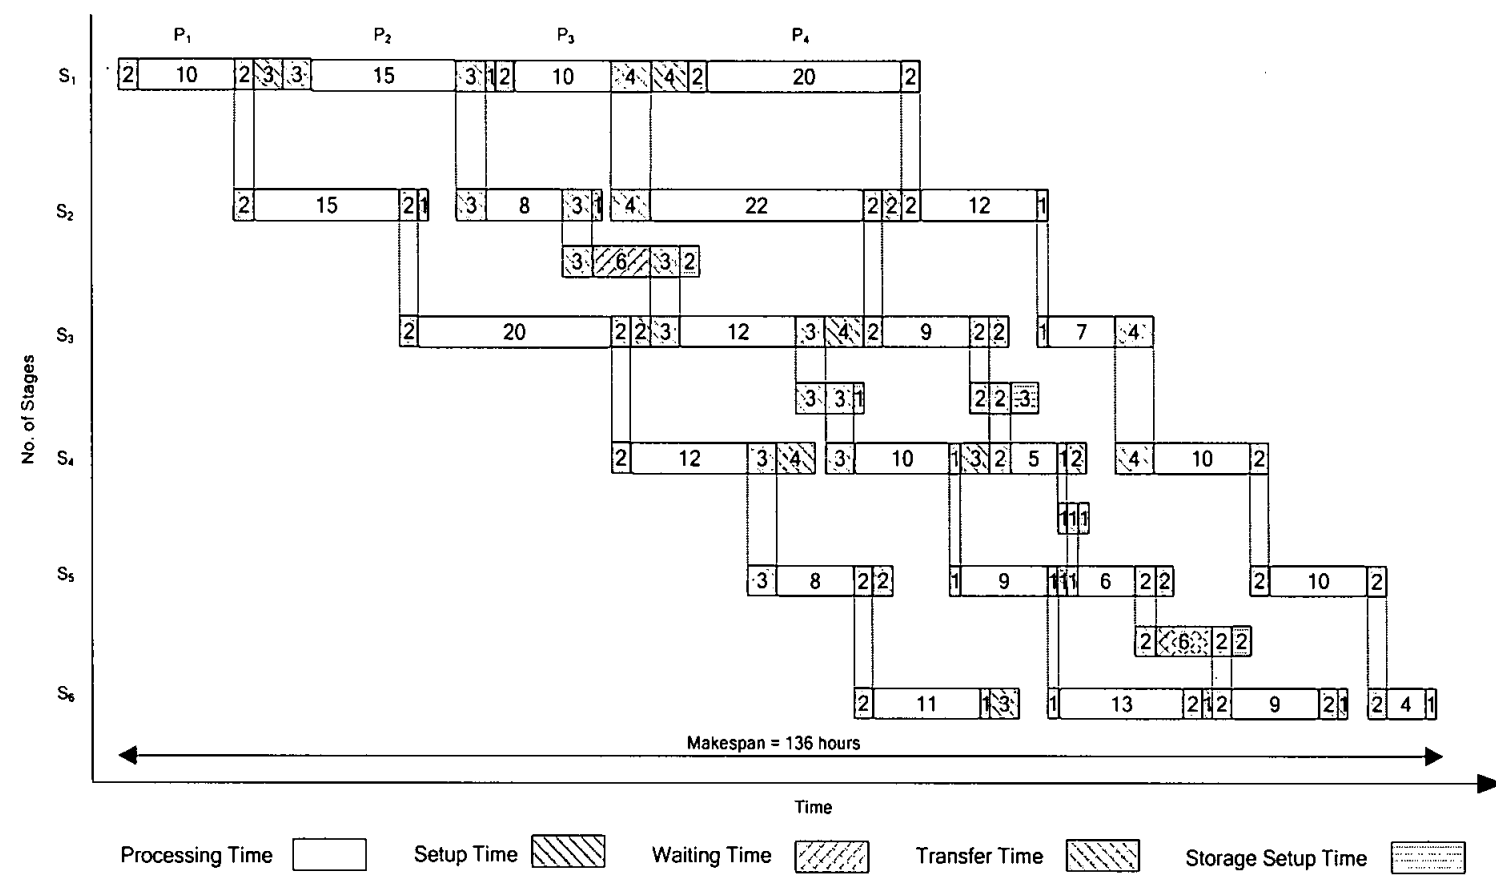 P1 P2 P3 P4
S1 2 10 2 3 3 15 3 1 2 10 4 4 2 20 2
S2 2 15 2 1 3 8 3 1 4 22 2 2 2 12 1
3 6 3 2
S3 2 20 2 2 3 12 3 4 2 9 2 2 1 7 4
3 3 1 2 2 3
No. of Stages
S4 2 12 3 4 3 10 1 3 2 5 1 2 4 10 2
1 1 1
S5 3 8 2 2 1 9 1 1 1 6 2 2 2 10 2
2 6 2 2
S6 2 11 1 3 1 13 2 1 2 9 2 1 2 4 1
Makespan = 136 hours
Time
Processing Time Setup Time Waiting Time Transfer Time Storage Setup Time